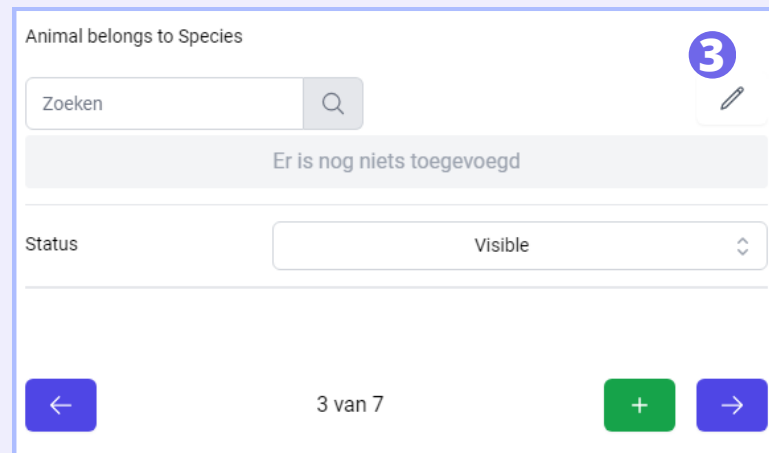 Animal belongs to Species
3
Zoeken
Er is nog niets toegevoegd
Status
Visible
3 van 7